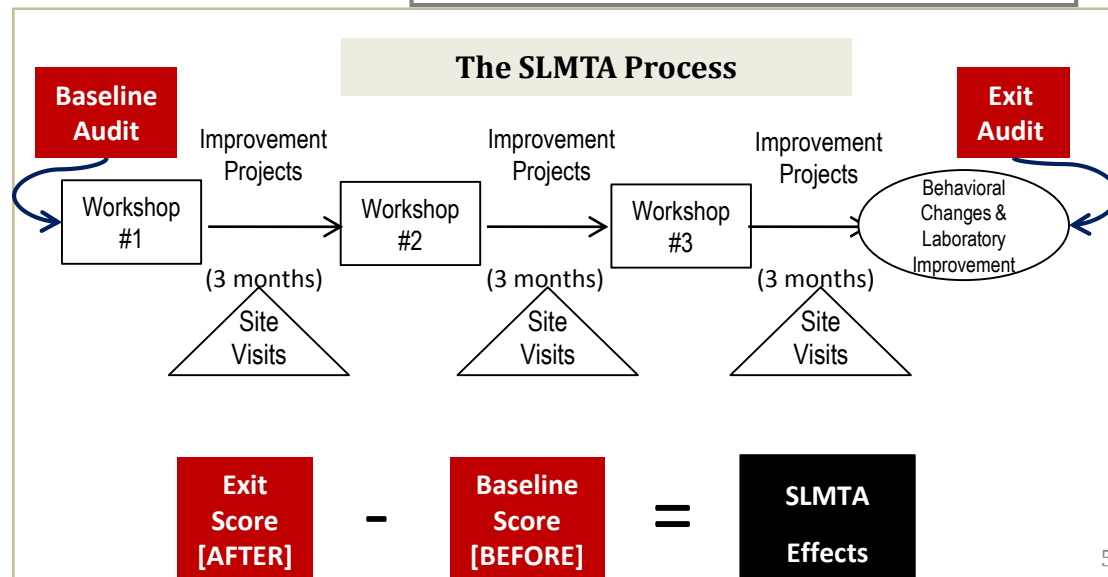 The SLMTA Process
Baseline
Audit
Exit
Audit
Improvement
Projects
Improvement
Projects
Improvement
Projects
Workshop
#1
Workshop
#2
Workshop
#3
Behavioral
Changes &
Laboratory
Improvement
(3 months)
(3 months)
(3 months)
Site
Visits
Site
Visits
Site
Visits
Exit
Score
[AFTER]
-
Baseline
Score
[BEFORE]
=
SLMTA
Effects
5